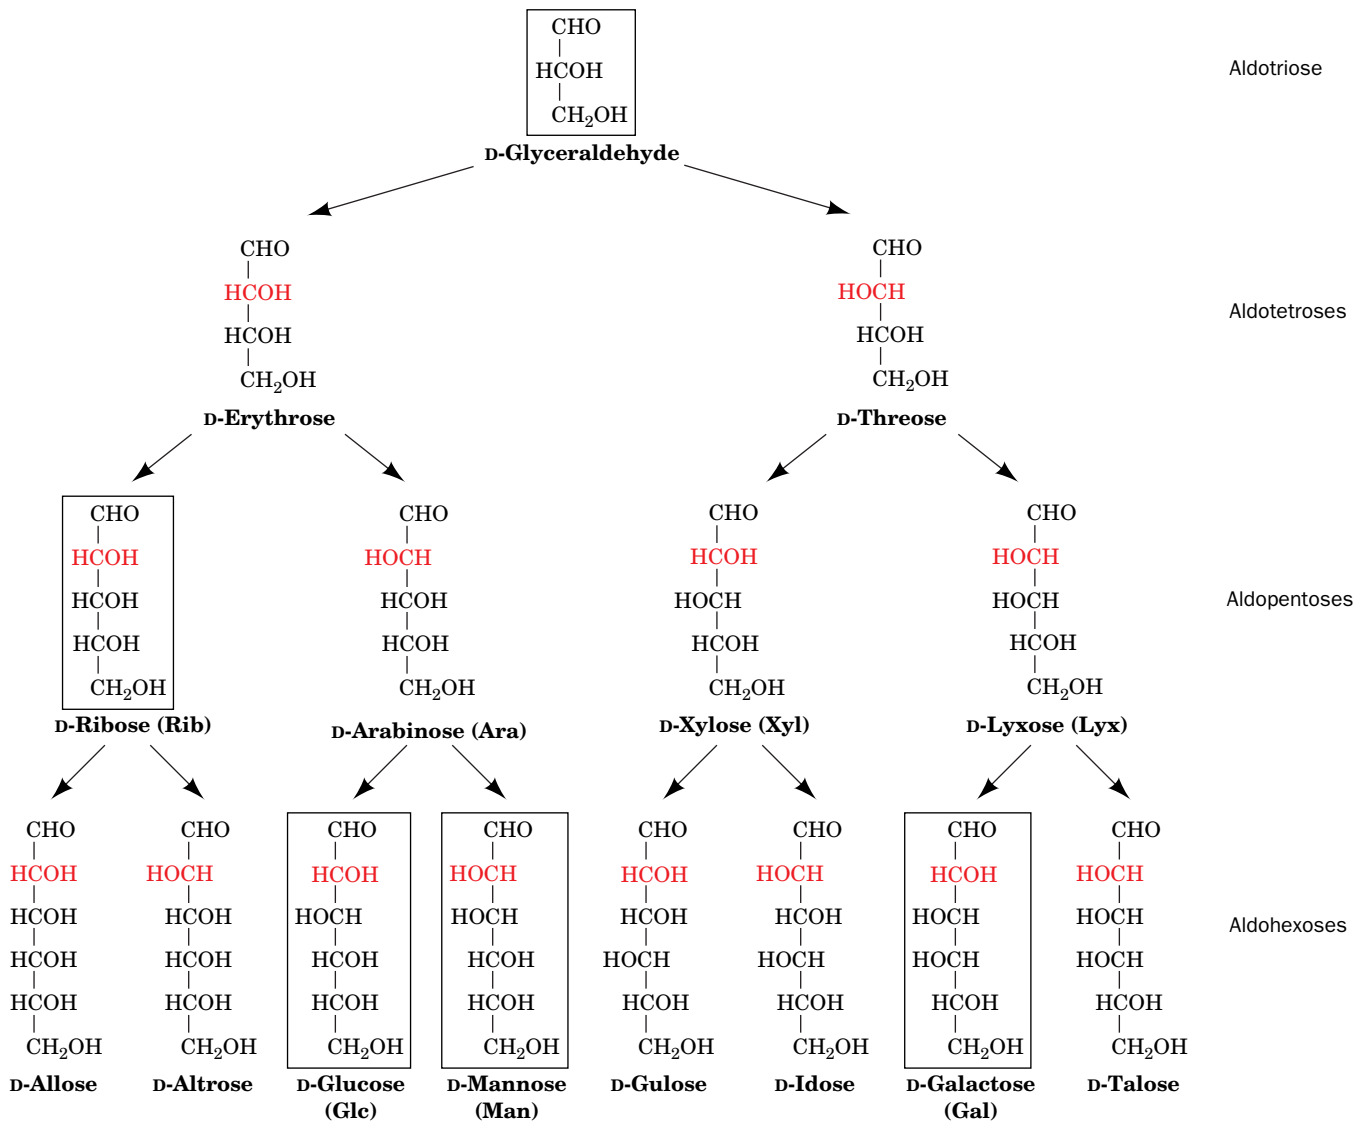 CHO
HCOH
CH₂OH
D-Glyceraldehyde
Aldotriose
CHO
HCOH
HCOH
CH₂OH
D-Erythrose
CHO
HOCH
HCOH
CH₂OH
D-Threose
Aldotetroses
CHO
HCOH
HCOH
HCOH
CH₂OH
D-Ribose (Rib)
CHO
HOCH
HCOH
HCOH
CH₂OH
D-Arabinose (Ara)
CHO
HCOH
HOCH
HCOH
CH₂OH
D-Xylose (Xyl)
CHO
HOCH
HOCH
HCOH
CH₂OH
D-Lyxose (Lyx)
Aldopentoses
CHO
HCOH
HCOH
HCOH
HCOH
CH₂OH
D-Allose
CHO
HOCH
HCOH
HCOH
HCOH
CH₂OH
D-Altrose
CHO
HCOH
HOCH
HCOH
HCOH
CH₂OH
D-Glucose
(Glc)
CHO
HOCH
HOCH
HCOH
HCOH
CH₂OH
D-Mannose
(Man)
CHO
HCOH
HCOH
HOCH
HCOH
CH₂OH
D-Gulose
CHO
HOCH
HCOH
HOCH
HCOH
CH₂OH
D-Idose
CHO
HCOH
HOCH
HOCH
HCOH
CH₂OH
D-Galactose
(Gal)
CHO
HOCH
HOCH
HOCH
HCOH
CH₂OH
D-Talose
Aldohexoses